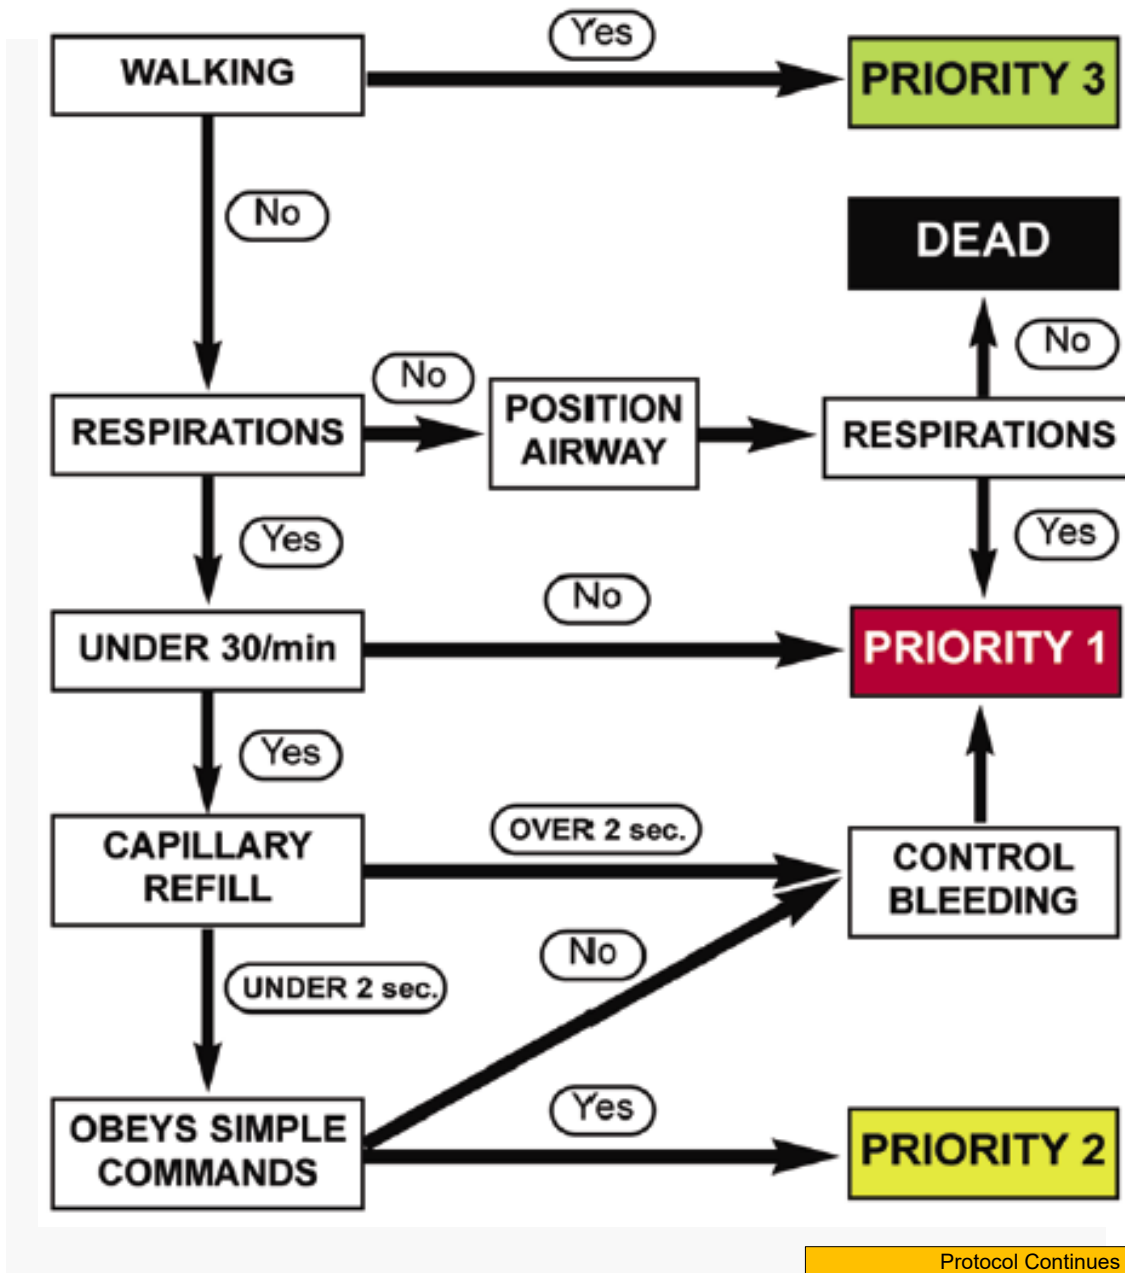 WALKING
Yes
PRIORITY 3
No
DEAD
No
RESPIRATIONS
No
POSITION
AIRWAY
RESPIRATIONS
Yes
Yes
UNDER 30/min
No
PRIORITY 1
Yes
CAPILLARY
REFILL
OVER 2 sec.
CONTROL
BLEEDING
UNDER 2 sec.
No
OBEYS SIMPLE
COMMANDS
Yes
PRIORITY 2
Protocol Continues